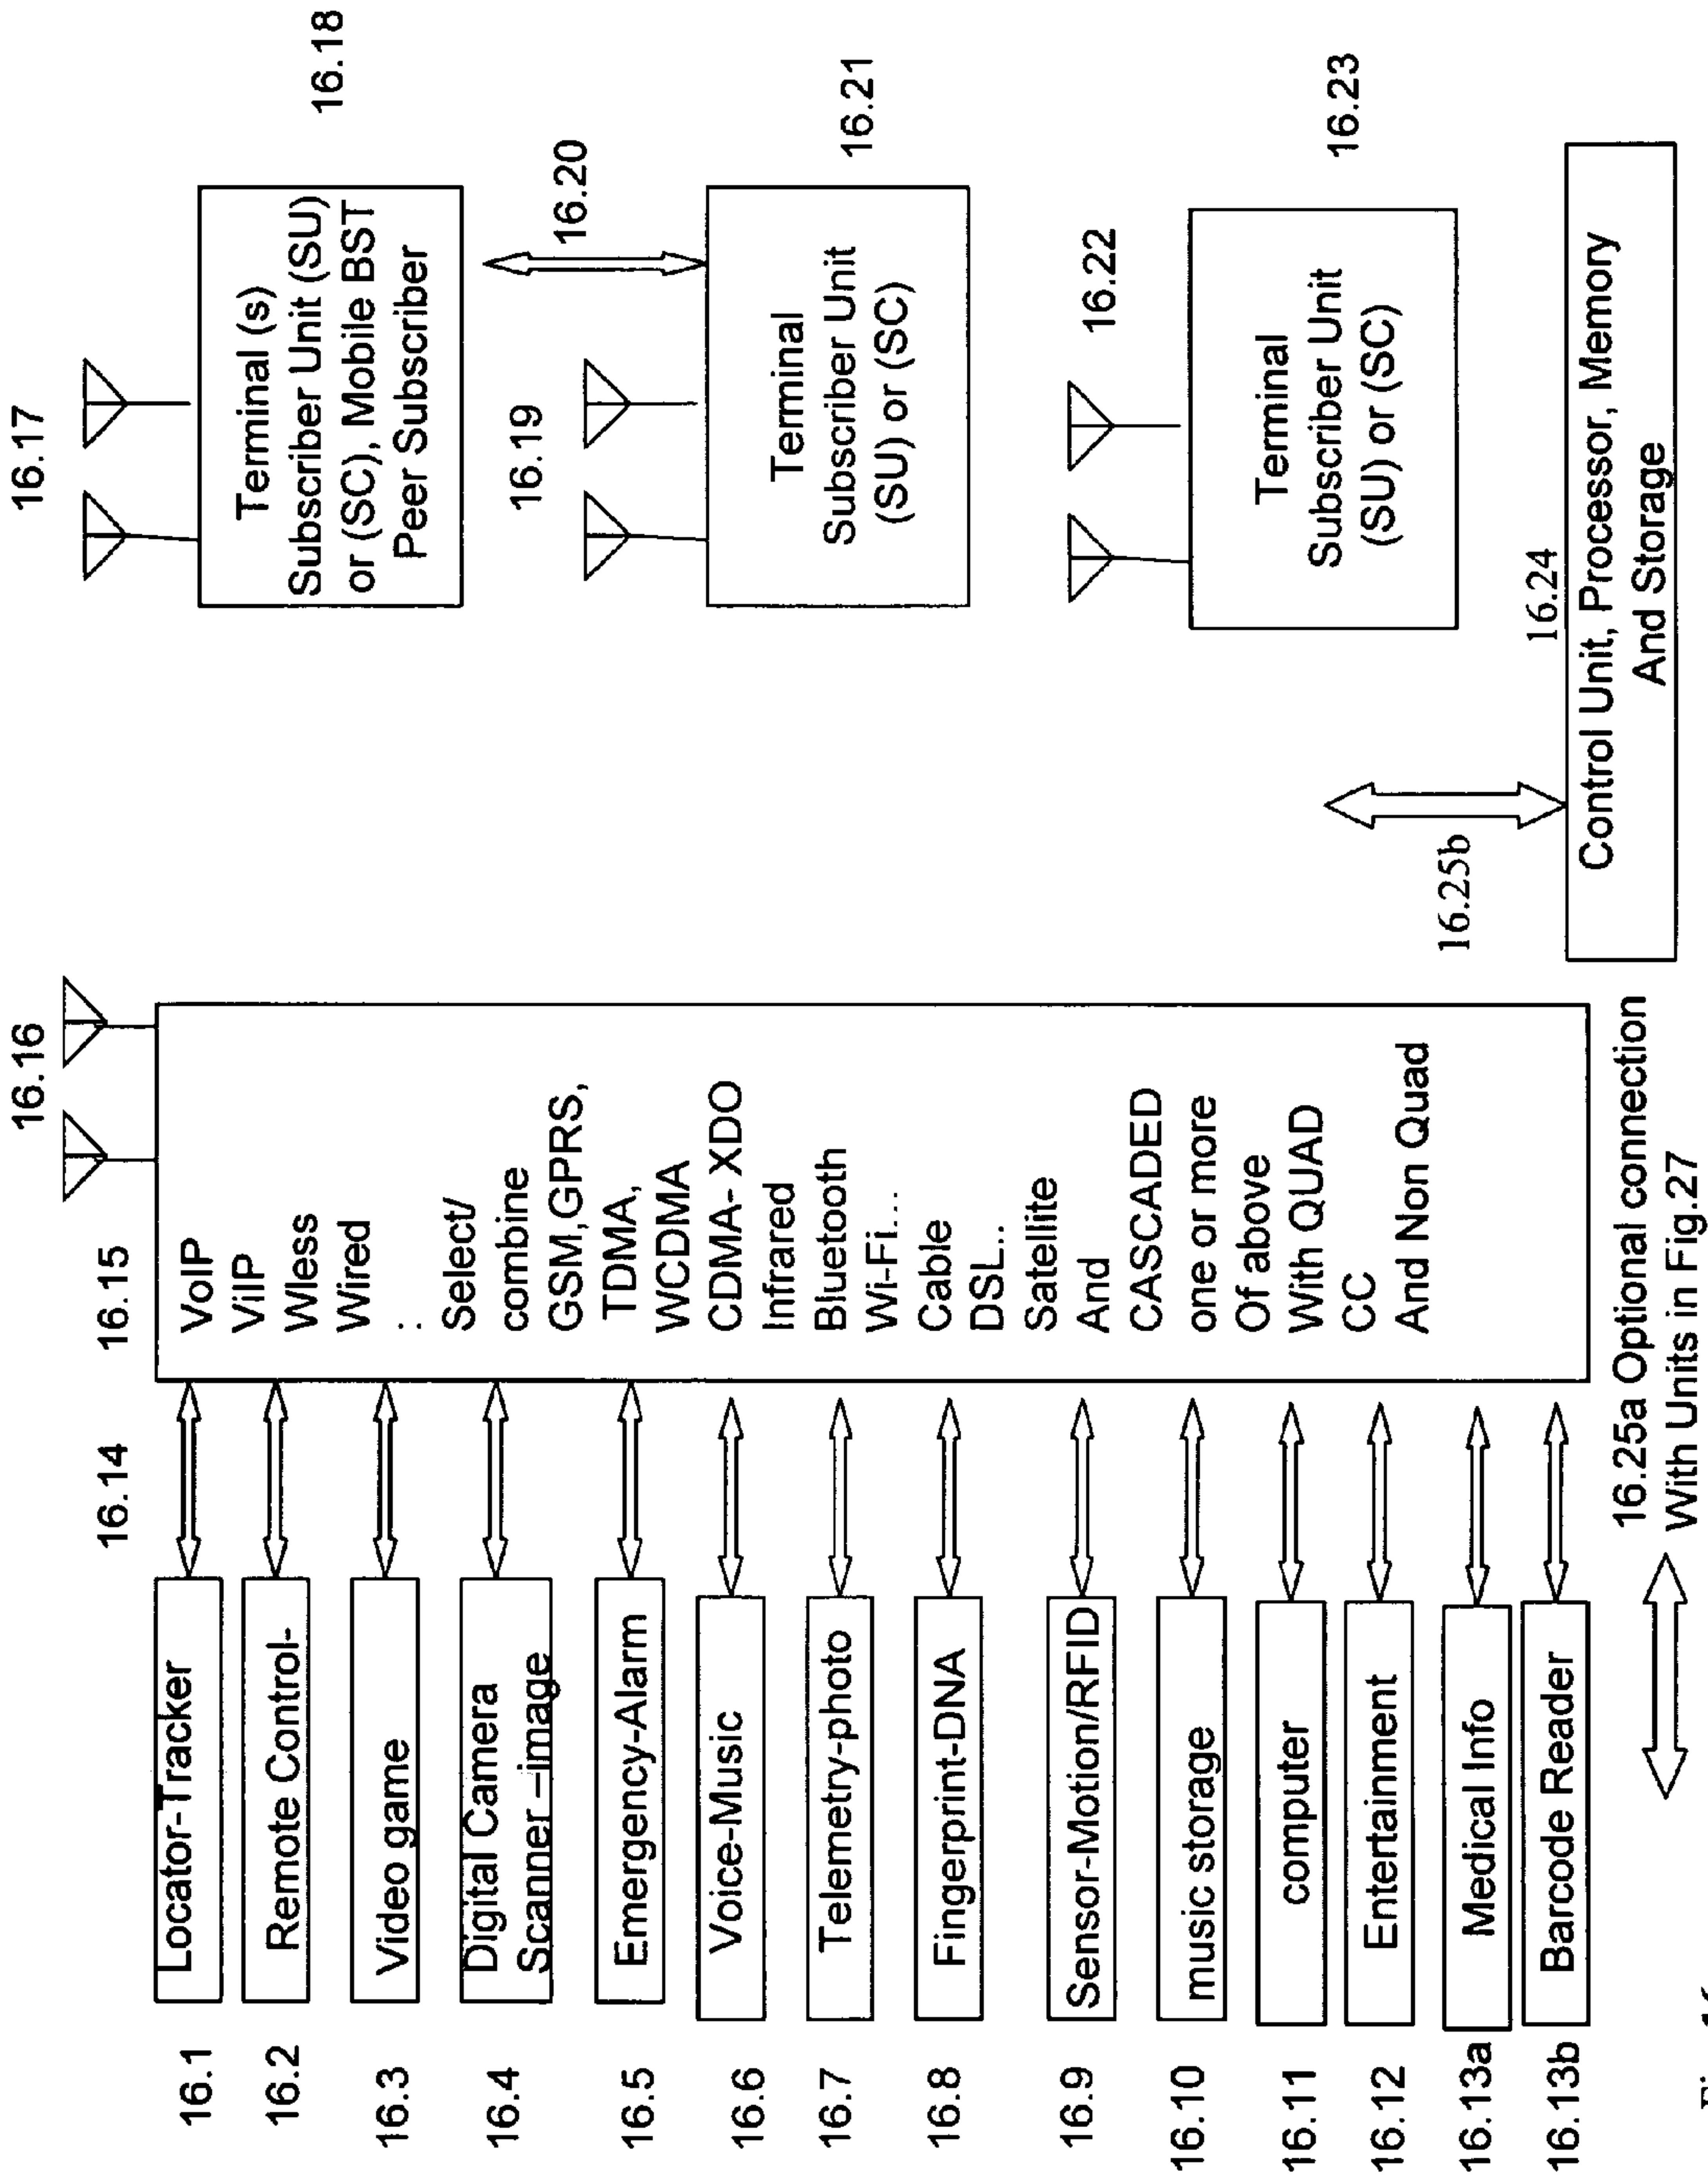 16.1
Locator-Tracker
16.2
Remote Control-
16.3
Video game
16.4
Digital Camera
Scanner –image
16.5
Emergency-Alarm
16.6
Voice-Music
16.7
Telemetry-photo
16.8
Fingerprint-DNA
16.9
Sensor-Motion/RFID
16.10
music storage
16.11
computer
16.12
Entertainment
16.13a
Medical Info
16.13b
Barcode Reader
16.14
16.15
16.16
VoIP
ViIP
Wless
Wired
:
Select/
combine
GSM,GPRS,
TDMA,
WCDMA
CDMA- XDO
Infrared
Bluetooth
Wi-Fi...
Cable
DSL..
Satellite
And
CASCADED
one or more
Of above
With QUAD
CC
And Non Quad
16.25a Optional connection
With Units in Fig.27
16.17
Terminal (s)
Subscriber Unit (SU)
or (SC), Mobile BST
Peer Subscriber
16.18
16.20
16.19
Terminal
Subscriber Unit
(SU) or (SC)
16.21
16.22
Terminal
Subscriber Unit
(SU) or (SC)
16.23
16.25b
16.24
Control Unit, Processor, Memory
And Storage